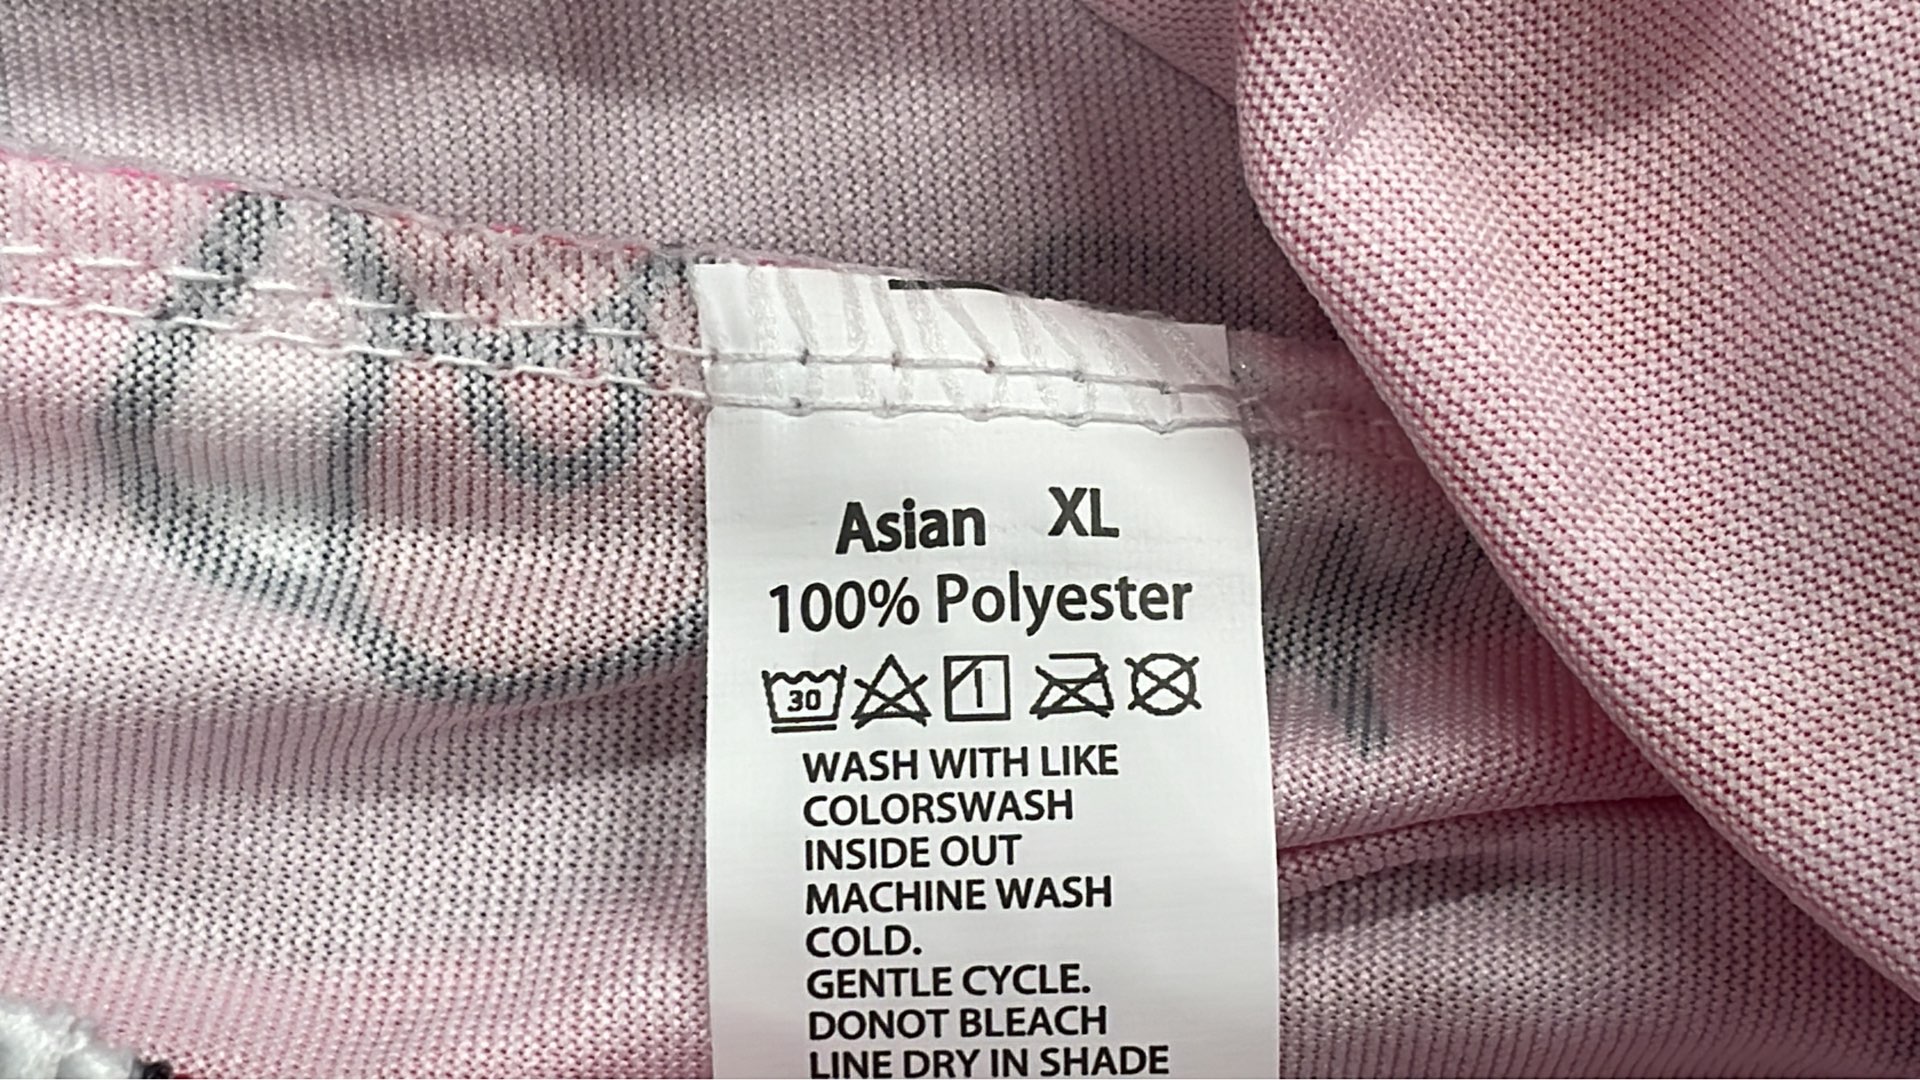 Asian XL
100% Polyester
30
WASH WITH LIKE
COLORSWASH
INSIDE OUT
MACHINE WASH
COLD.
GENTLE CYCLE.
DONOT BLEACH
LINE DRY IN SHADE